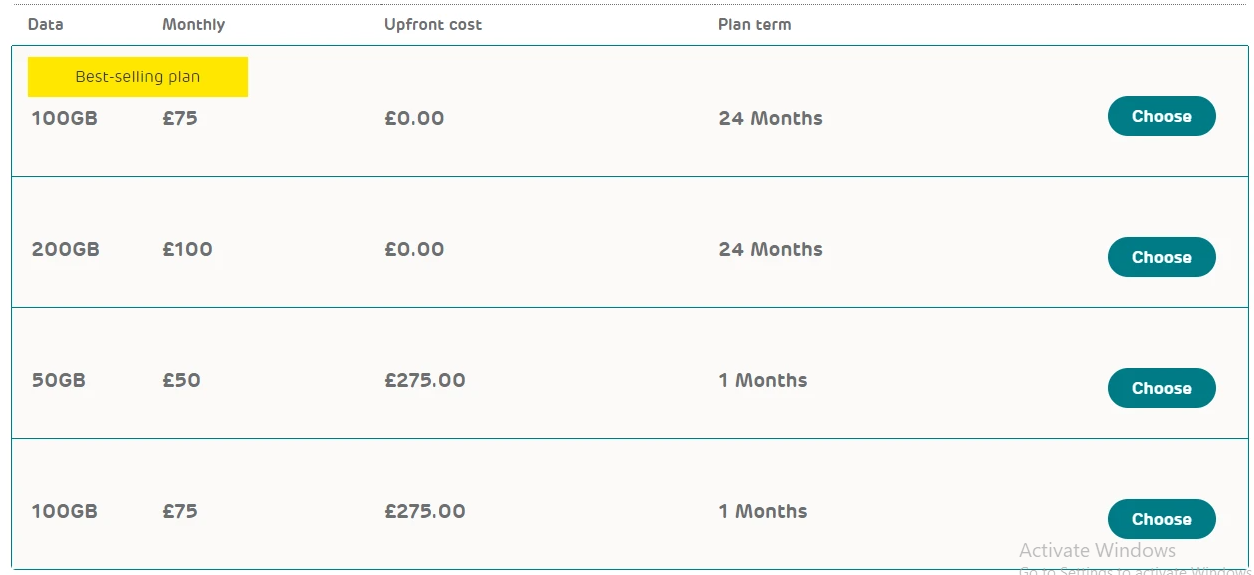 Data Monthly Upfront cost Plan term
Best-selling plan
100GB £75 £0.00 24 Months Choose
200GB £100 £0.00 24 Months Choose
50GB £50 £275.00 1 Months Choose
100GB £75 £275.00 1 Months Choose
Activate Windows
Go to Settings to activate Windows